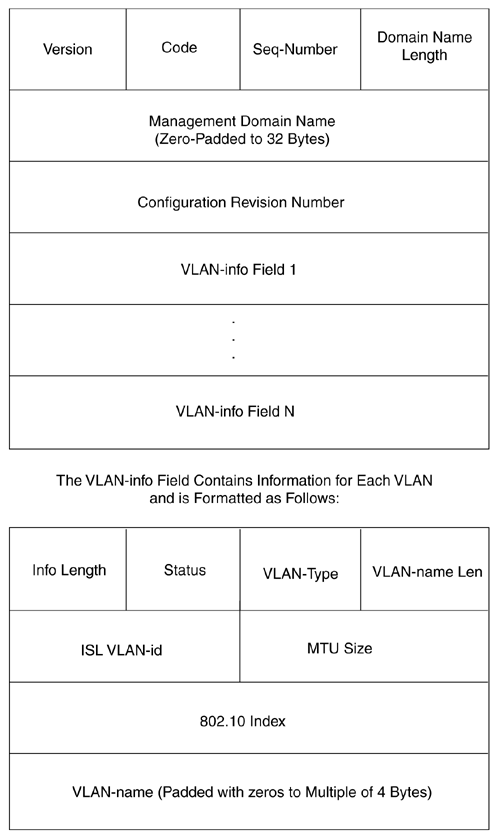 Version
Code
Seq-Number
Domain Name
Length
Management Domain Name
(Zero-Padded to 32 Bytes)
Configuration Revision Number
VLAN-info Field 1
.
.
.
VLAN-info Field N
The VLAN-info Field Contains Information for Each VLAN
and is Formatted as Follows:
Info Length
Status
VLAN-Type
VLAN-name Len
ISL VLAN-id
MTU Size
802.10 Index
VLAN-name (Padded with zeros to Multiple of 4 Bytes)